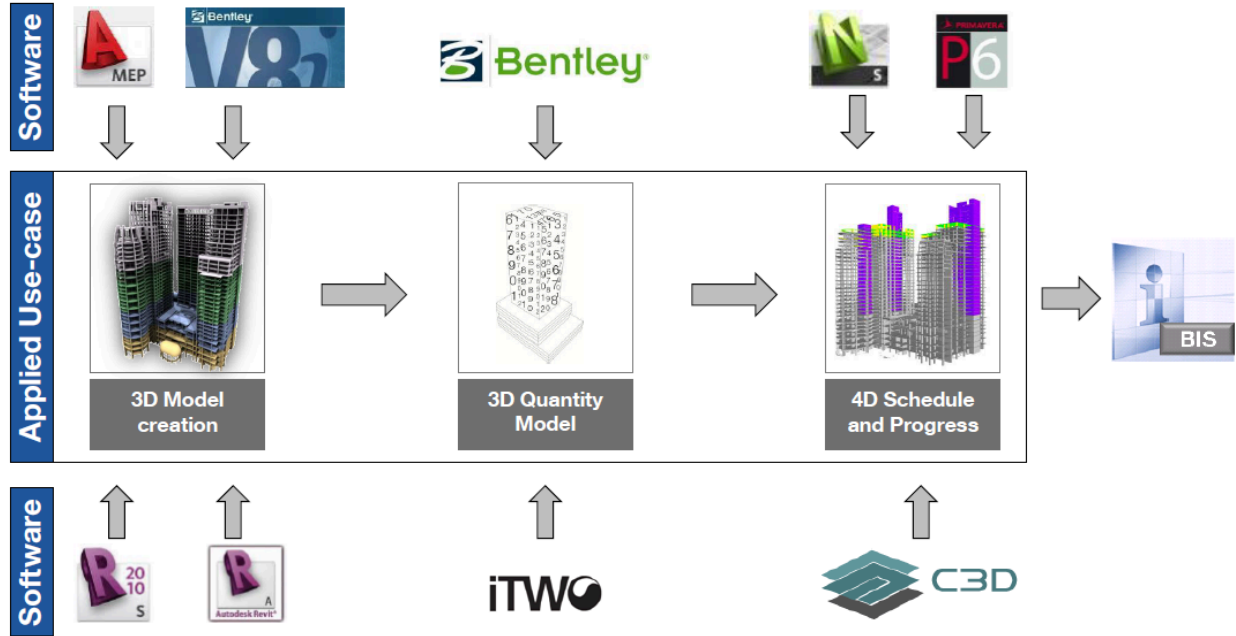 Software
A
MEP
Bentley
V8i
Bentley®
N
S
PRIMAVERA
P6
Applied Use-case
3D Model
creation
3D Quantity
Model
4D Schedule
and Progress
i
BIS
Software
R
20
10
S
R
A
Autodesk Revit®
iTWO
C3D